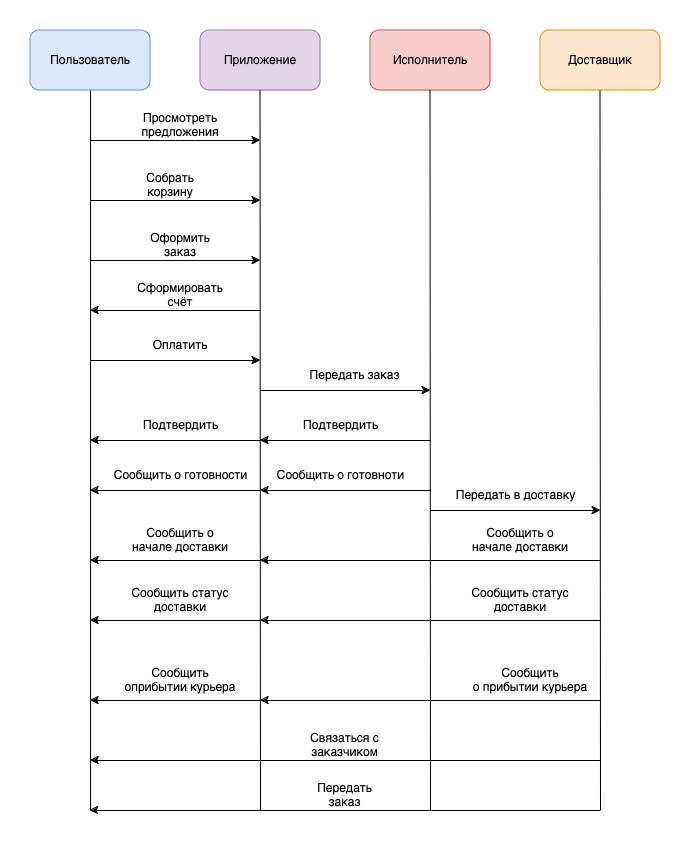 Пользователь
Приложение
Исполнитель
Доставщик
Просмотреть
предложения
Собрать
корзину
Оформить
заказ
Сформировать
счёт
Оплатить
Передать заказ
Подтвердить
Подтвердить
Сообщить о готовности
Сообщить о готовноти
Передать в доставку
Сообщить о
начале доставки
Сообщить о
начале доставки
Сообщить статус
доставки
Сообщить статус
доставки
Сообщить
оприбытии курьера
Сообщить
о прибытии курьера
Связаться с
заказчиком
Передать
заказ